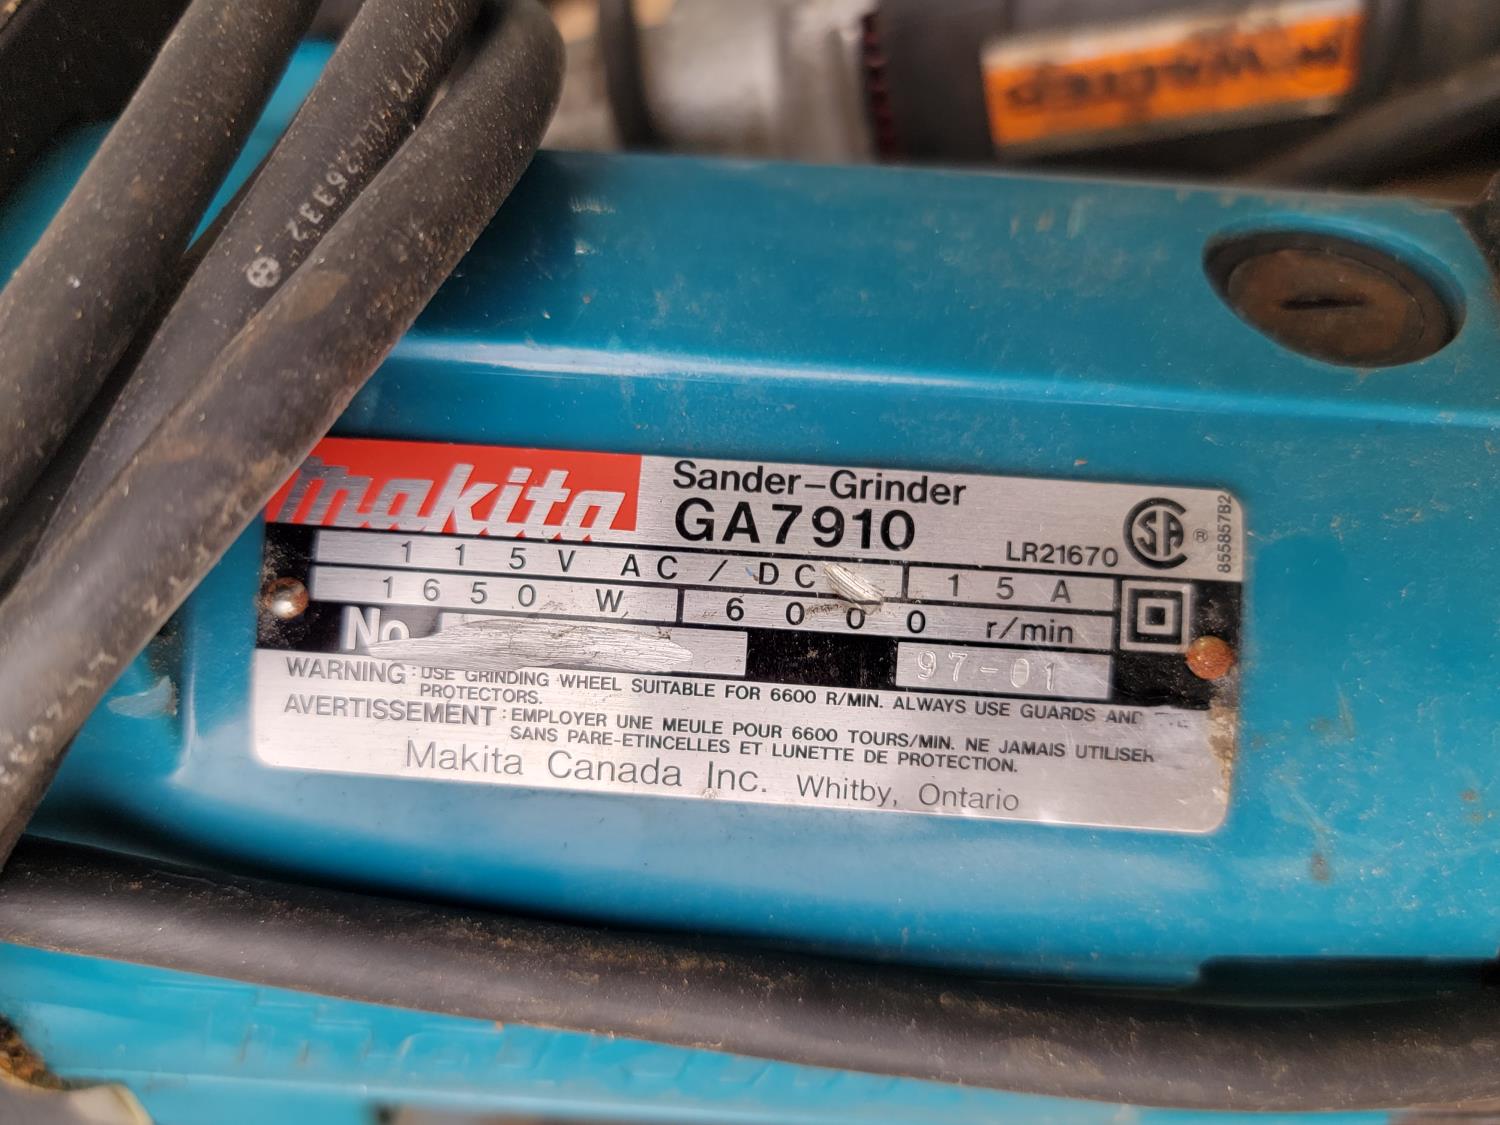 makita
Sander-Grinder
GA7910
LR21670
SA ®
855857B2
115V AC/DC 15A
1650 W 6000 r/min
No. 97-01
WARNING : USE GRINDING WHEEL SUITABLE FOR 6600 R/MIN. ALWAYS USE GUARDS AND
PROTECTORS.
AVERTISSEMENT : EMPLOYER UNE MEULE POUR 6600 TOURS/MIN. NE JAMAIS UTILISER
SANS PARE-ETINCELLES ET LUNETTE DE PROTECTION.
Makita Canada Inc. Whitby, Ontario